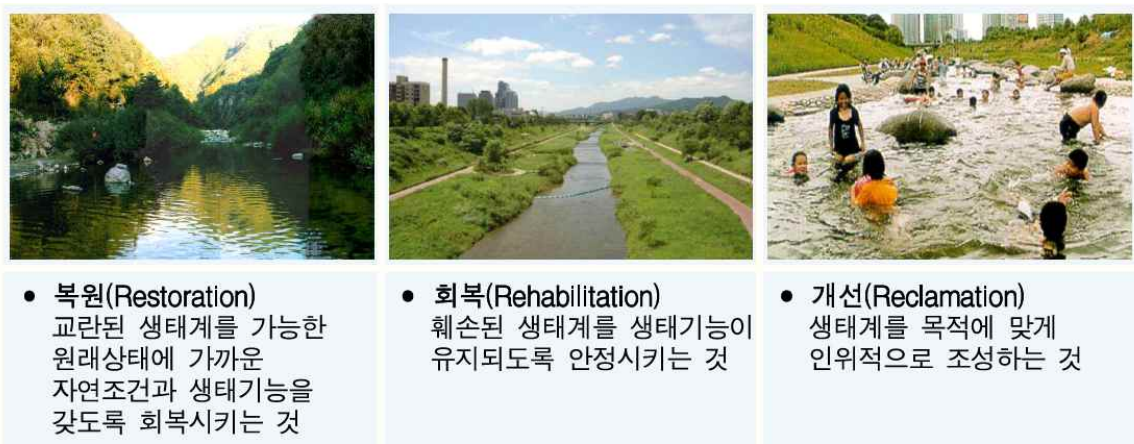 • 복원(Restoration)
교란된 생태계를 가능한
원래상태에 가까운
자연조건과 생태기능을
갖도록 회복시키는 것
• 회복(Rehabilitation)
훼손된 생태계를 생태기능이
유지되도록 안정시키는 것
• 개선(Reclamation)
생태계를 목적에 맞게
인위적으로 조성하는 것